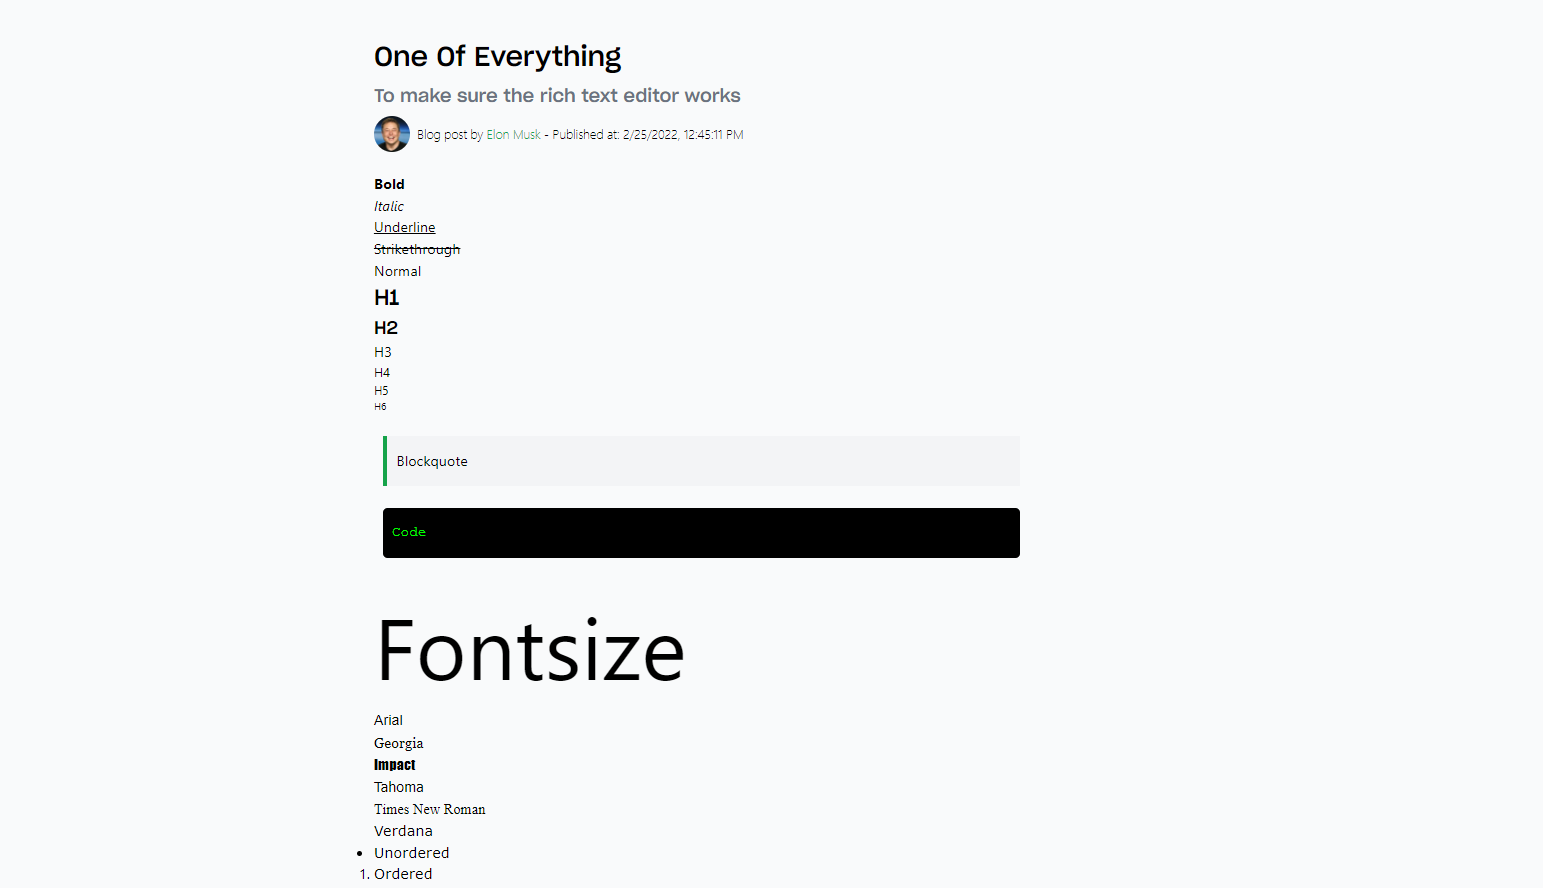 One Of Everything
To make sure the rich text editor works
Blog post by Elon Musk - Published at: 2/25/2022, 12:45:11 PM
Bold
Italic
Underline
Strikethrough
Normal
H1
H2
H3
H4
H5
H6
Blockquote
Code
Fontsize
Arial
Georgia
Impact
Tahoma
Times New Roman
Verdana
• Unordered
1. Ordered